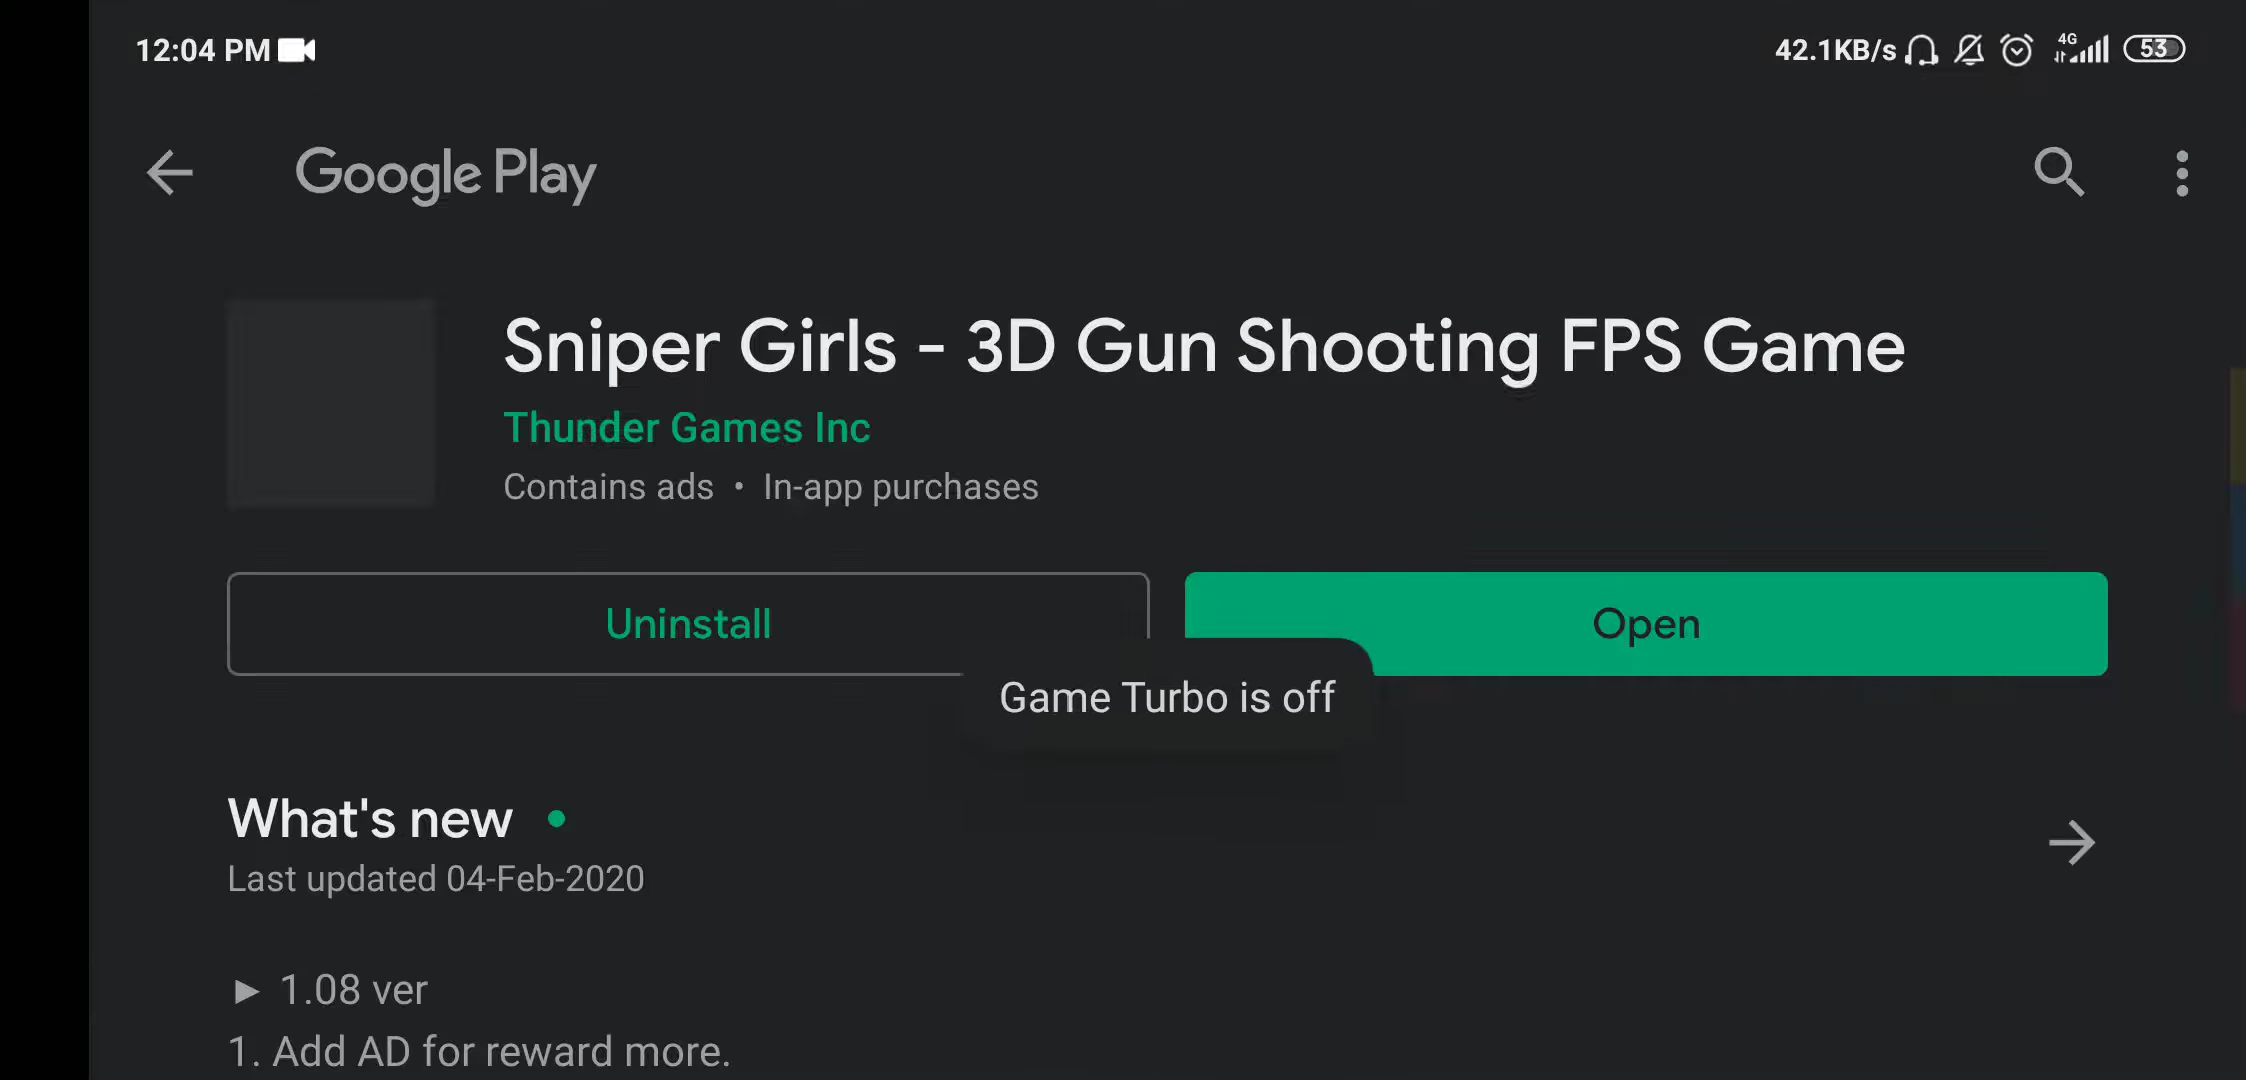 12:04 PM
42.1KB/s 4G 53
Google Play
Sniper Girls - 3D Gun Shooting FPS Game
Thunder Games Inc
Contains ads • In-app purchases
Uninstall
Open
Game Turbo is off
What's new
Last updated 04-Feb-2020
► 1.08 ver
1. Add AD for reward more.